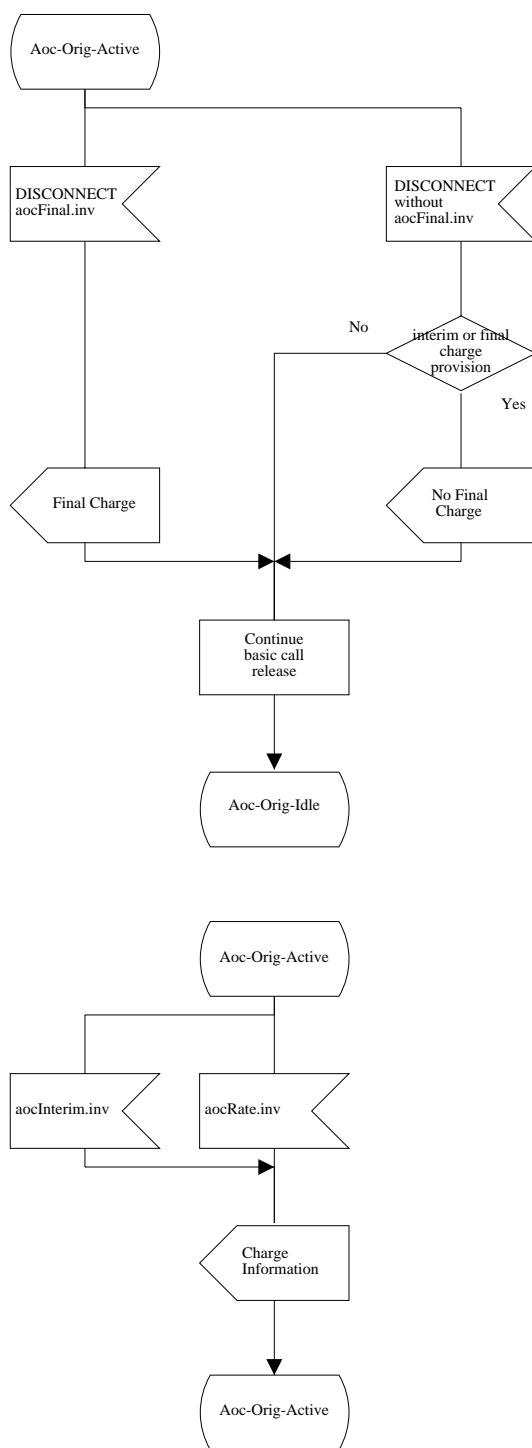 Aoc-Orig-Active
DISCONNECT
aocFinal.inv
DISCONNECT
without
aocFinal.inv
No
interim or final
charge
provision
Yes
Final Charge
No Final
Charge
Continue
basic call
release
Aoc-Orig-Idle
Aoc-Orig-Active
aocInterim.inv
aocRate.inv
Charge
Information
Aoc-Orig-Active